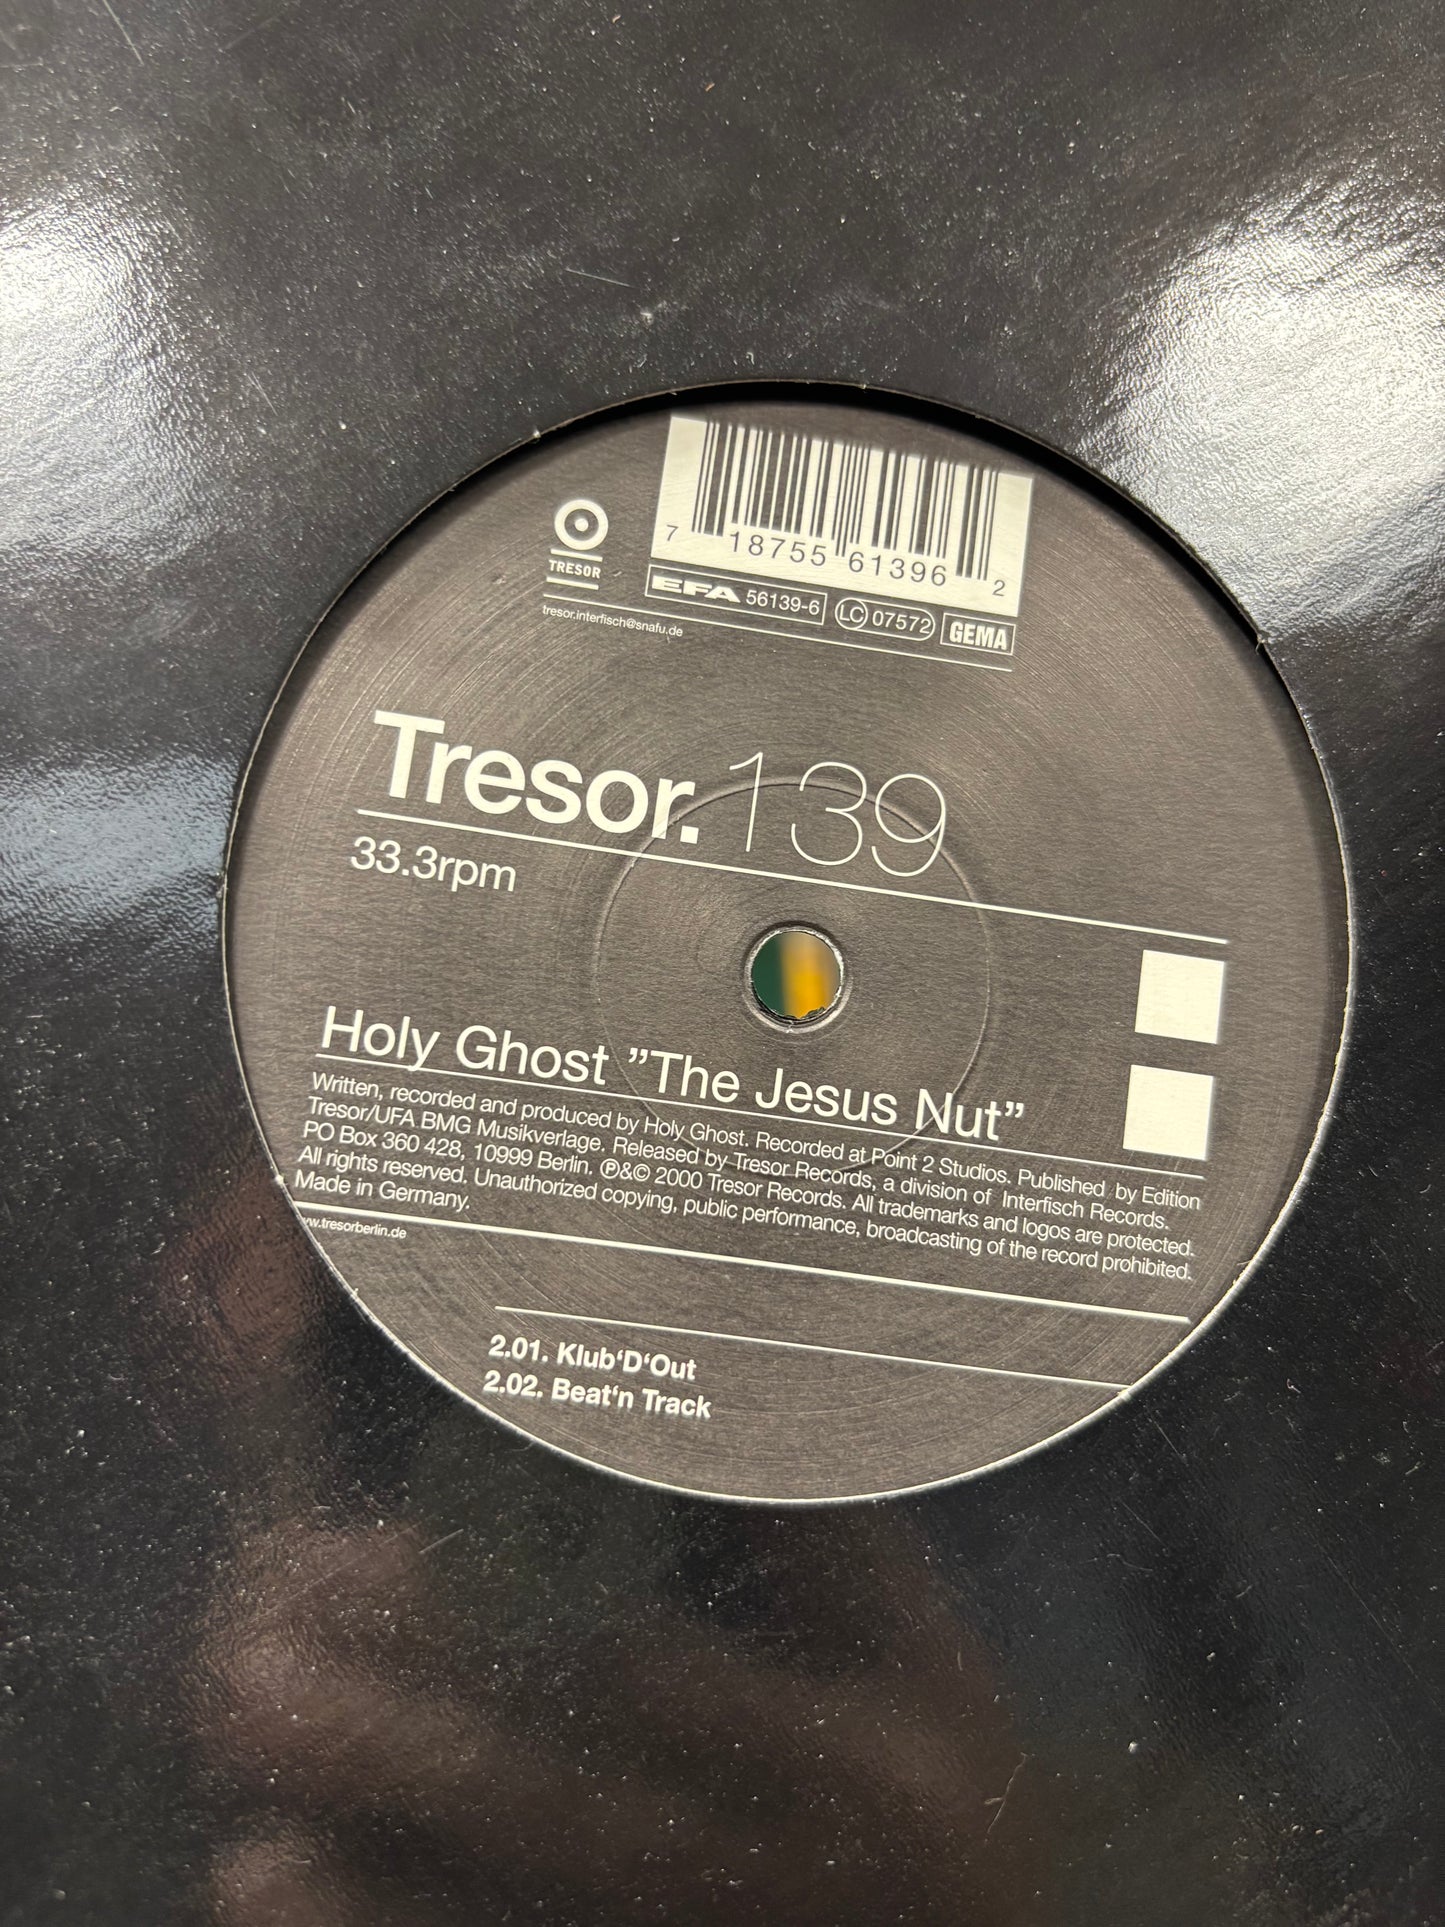 7 18755 61396 2
TRESOR
EFA 56139-6 LC 07572 GEMA
tresor.interfisch@snafu.de
Tresor. 139
33.3rpm
Holy Ghost ”The Jesus Nut”
Written, recorded and produced by Holy Ghost. Recorded at Point 2 Studios. Published by Edition
Tresor/UFA BMG Musikverlage. Released by Tresor Records, a division of Interfisch Records.
PO Box 360 428, 10999 Berlin. ℗&© 2000 Tresor Records. All trademarks and logos are protected.
All rights reserved. Unauthorized copying, public performance, broadcasting of the record prohibited.
Made in Germany.
ww.tresorberlin.de
2.01. Klub‘D‘Out
2.02. Beat‘n Track